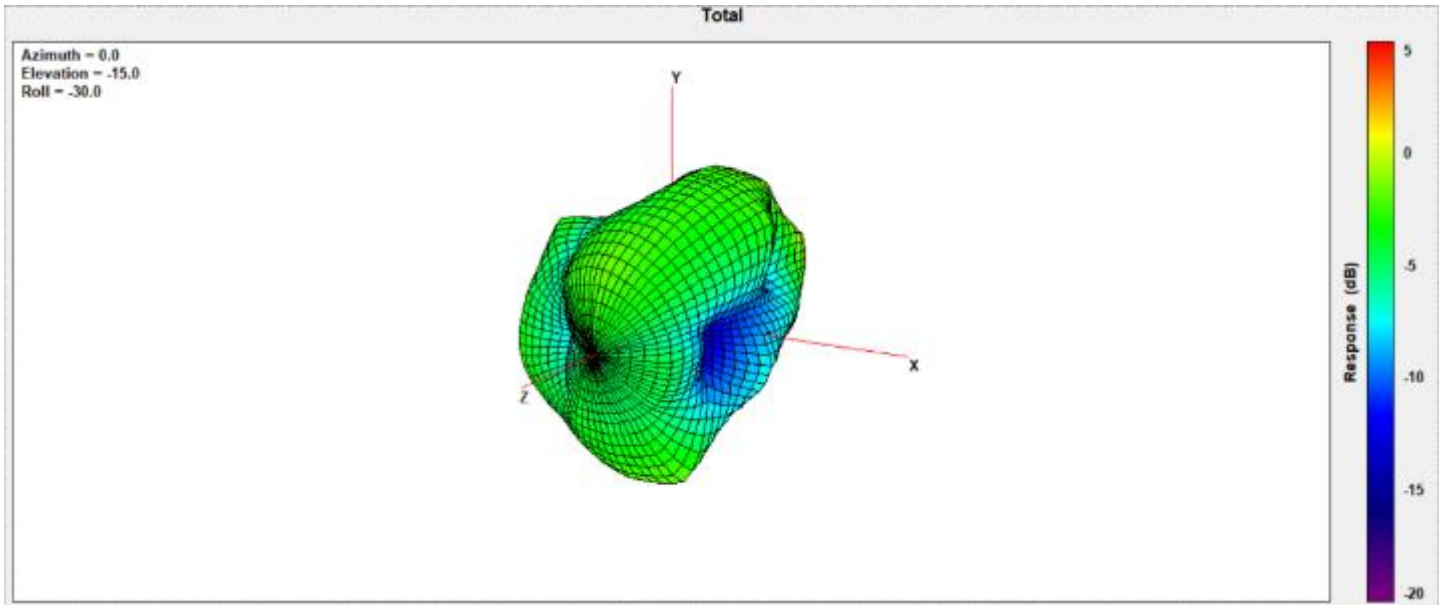 Total
Azimuth = 0.0
Elevation = -15.0
Roll = -30.0
Y
X
Z
5
0
-5
-10
-15
-20
Response (dB)